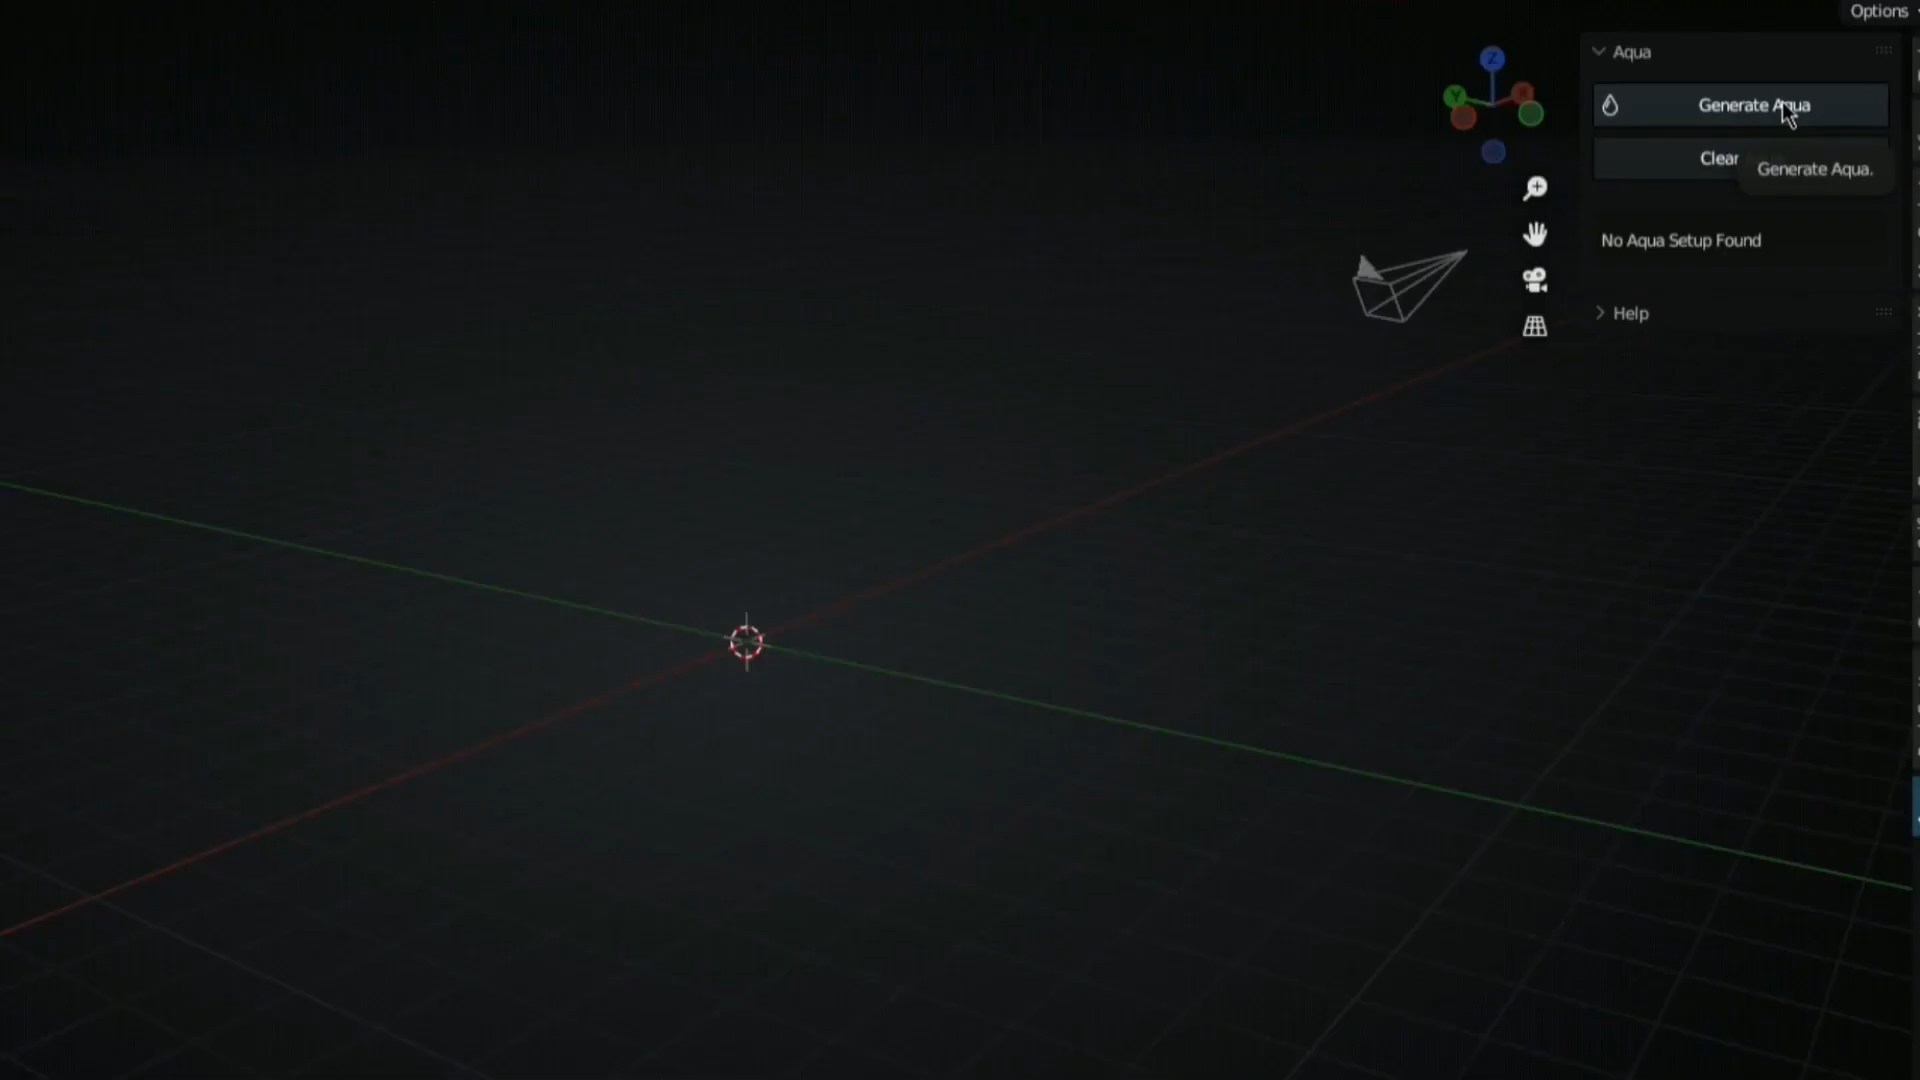 Options
Aqua
Z
Y
Generate Aqua
Clear
Generate Aqua.
No Aqua Setup Found
Help